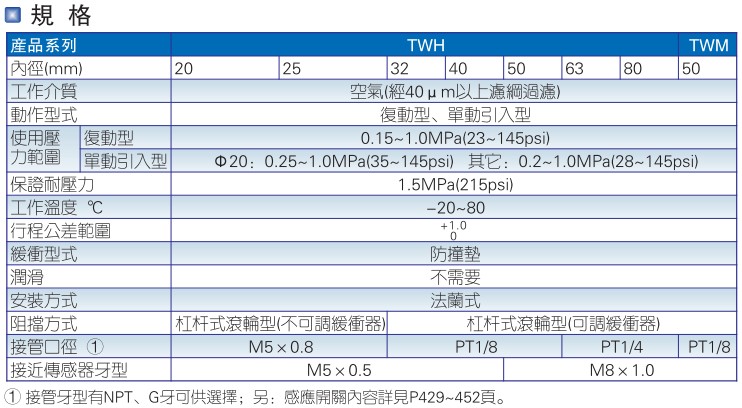 規 格
産品系列 TWH TWM
內徑(mm) 20 25 32 40 50 63 80 50
工作介質 空氣(經40μm以上濾綱過濾)
動作型式 復動型、單動引入型
使用壓力範圍 復動型 0.15~1.0MPa(23~145psi)
單動引入型 Φ20：0.25~1.0MPa(35~145psi) 其它：0.2~1.0MPa(28~145psi)
保證耐壓力 1.5MPa(215psi)
工作溫度 ℃ −20~80
行程公差範圍 +1.0 0
緩衝型式 防撞墊
潤滑 不需要
安裝方式 法蘭式
阻擋方式 杠杆式滾輪型(不可調緩衝器) 杠杆式滾輪型(可調緩衝器)
接管口徑 ① M5×0.8 PT1/8 PT1/4 PT1/8
接近傳感器牙型 M5×0.5 M8×1.0
① 接管牙型有NPT、G牙可供選擇；另：感應開關內容詳見P429~452頁。